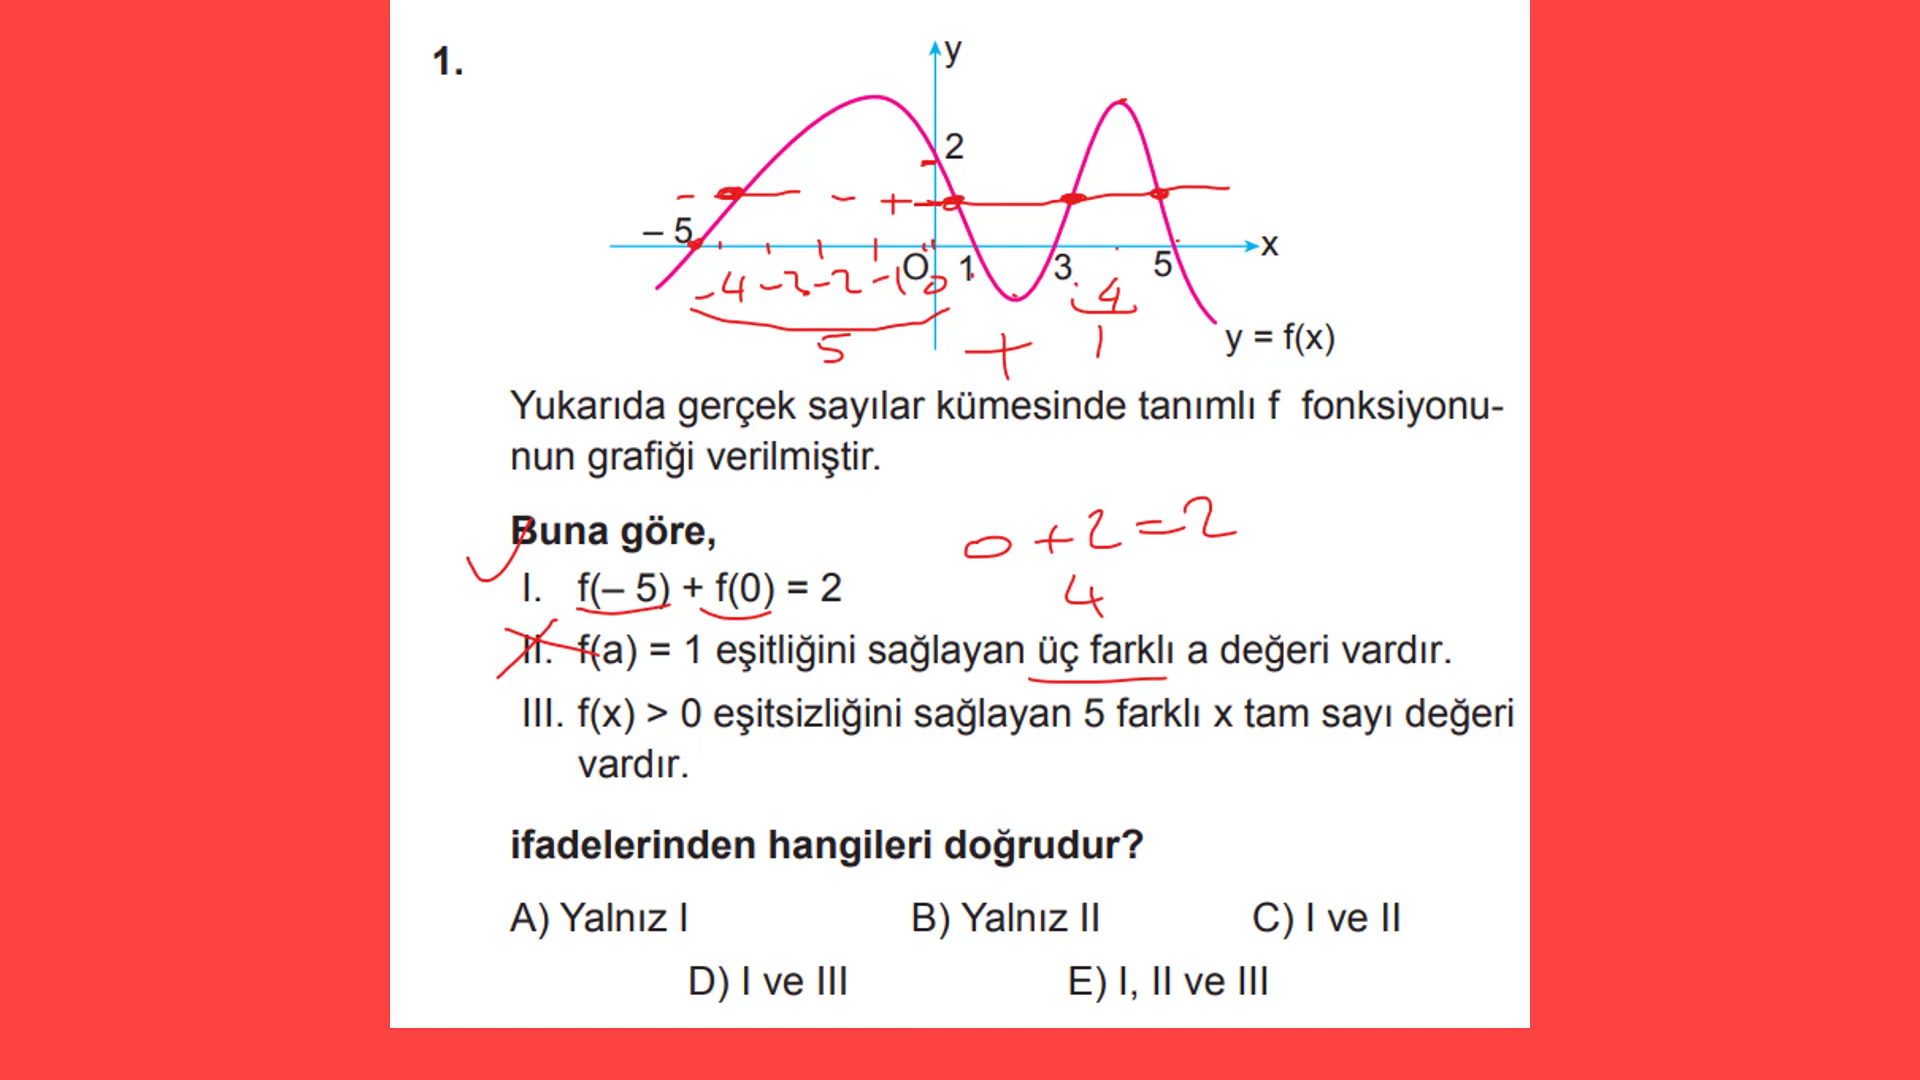 1.
y
2
– 5
x
O 1 3 5
-4 -3 -2 -1 0
4
5 + 1
y = f(x)
Yukarıda gerçek sayılar kümesinde tanımlı f fonksiyonu-
nun grafiği verilmiştir.
Buna göre,
0 + 2 = 2
I. f(– 5) + f(0) = 2
4
II. f(a) = 1 eşitliğini sağlayan üç farklı a değeri vardır.
III. f(x) > 0 eşitsizliğini sağlayan 5 farklı x tam sayı değeri
vardır.
ifadelerinden hangileri doğrudur?
A) Yalnız I B) Yalnız II C) I ve II
D) I ve III E) I, II ve III